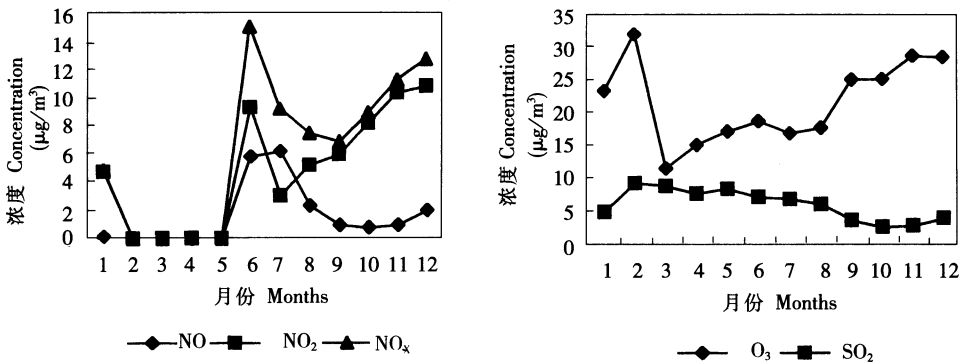 浓度 Concentration
(μg/m³)
16
14
12
10
8
6
4
2
0
1 2 3 4 5 6 7 8 9 10 11 12
月份 Months
NO NO₂ NOₓ
浓度 Concentration
(μg/m³)
35
30
25
20
15
10
5
0
1 2 3 4 5 6 7 8 9 10 11 12
月份 Months
O₃ SO₂